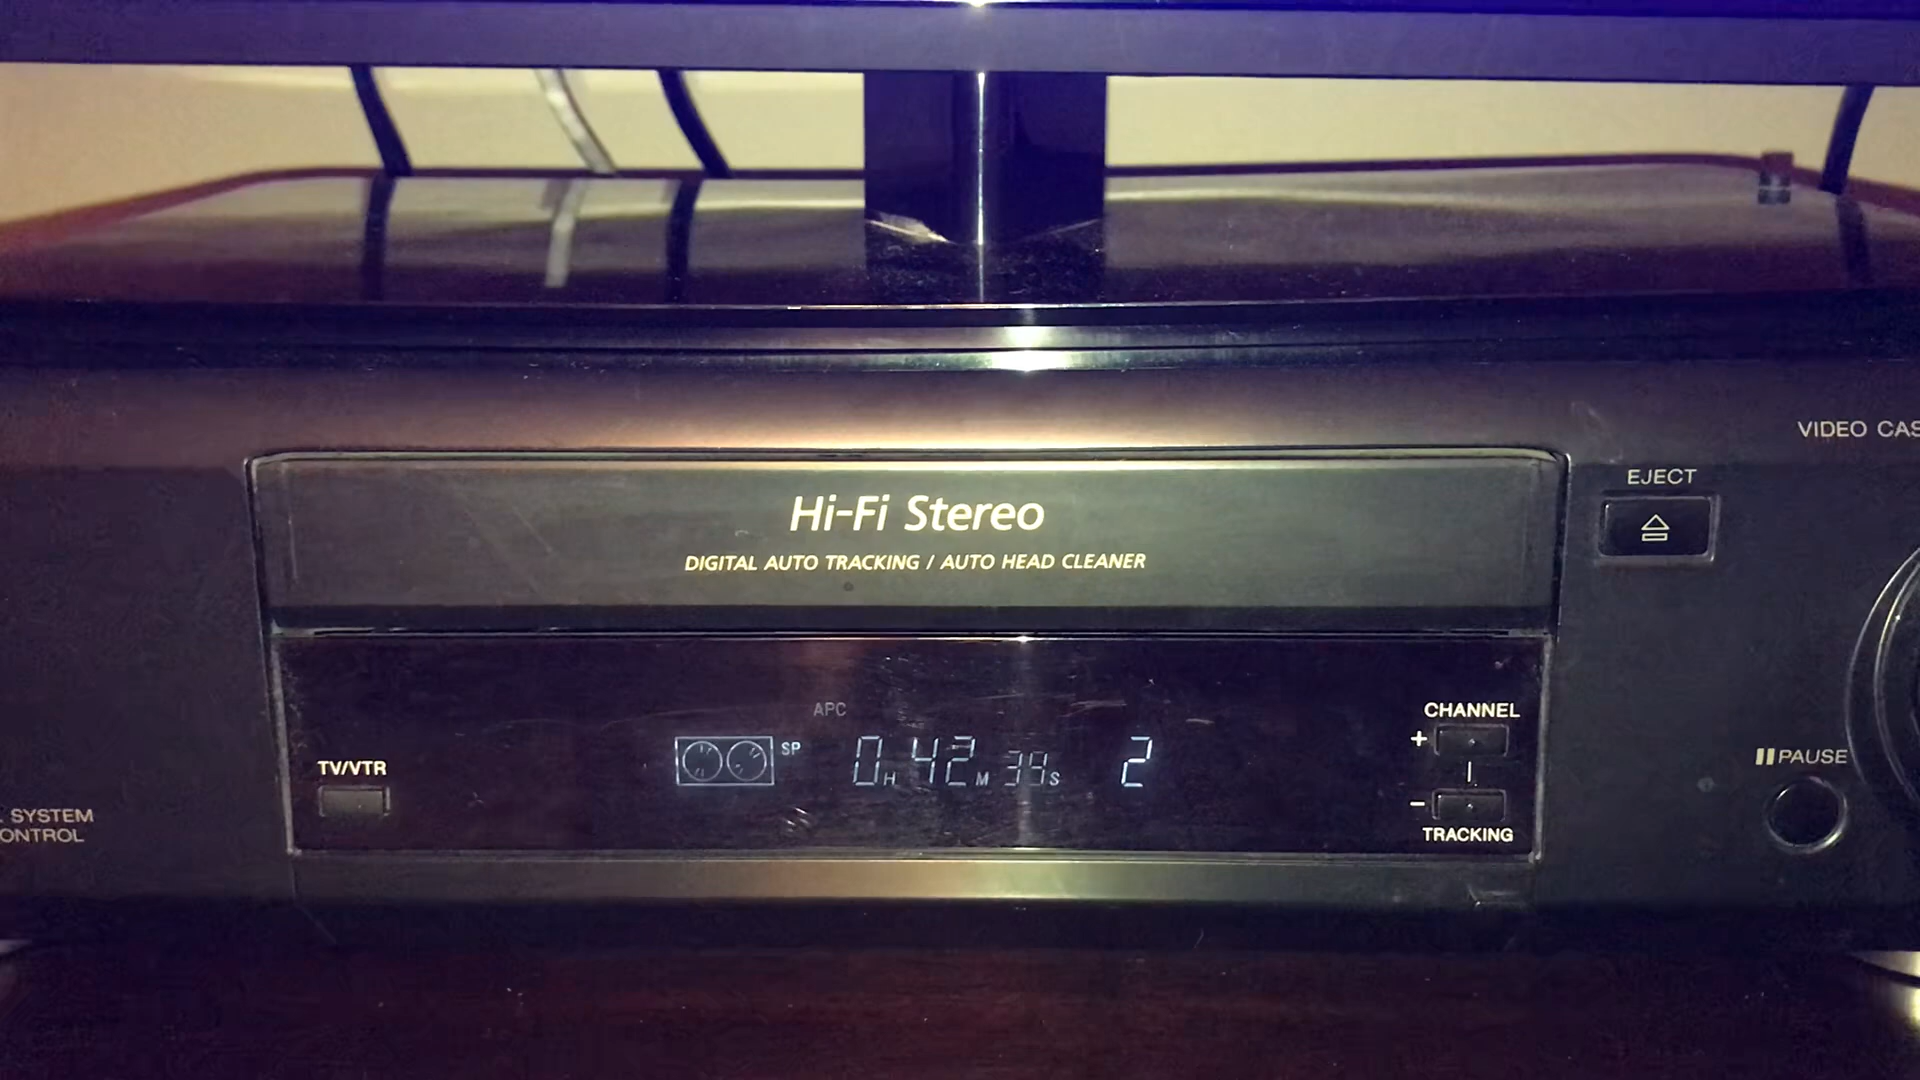 VIDEO CAS
EJECT
Hi-Fi Stereo
DIGITAL AUTO TRACKING / AUTO HEAD CLEANER
APC
CHANNEL
+
SP
0H 42M 34S 2
TV/VTR
PAUSE
-
TRACKING
SYSTEM
ONTROL